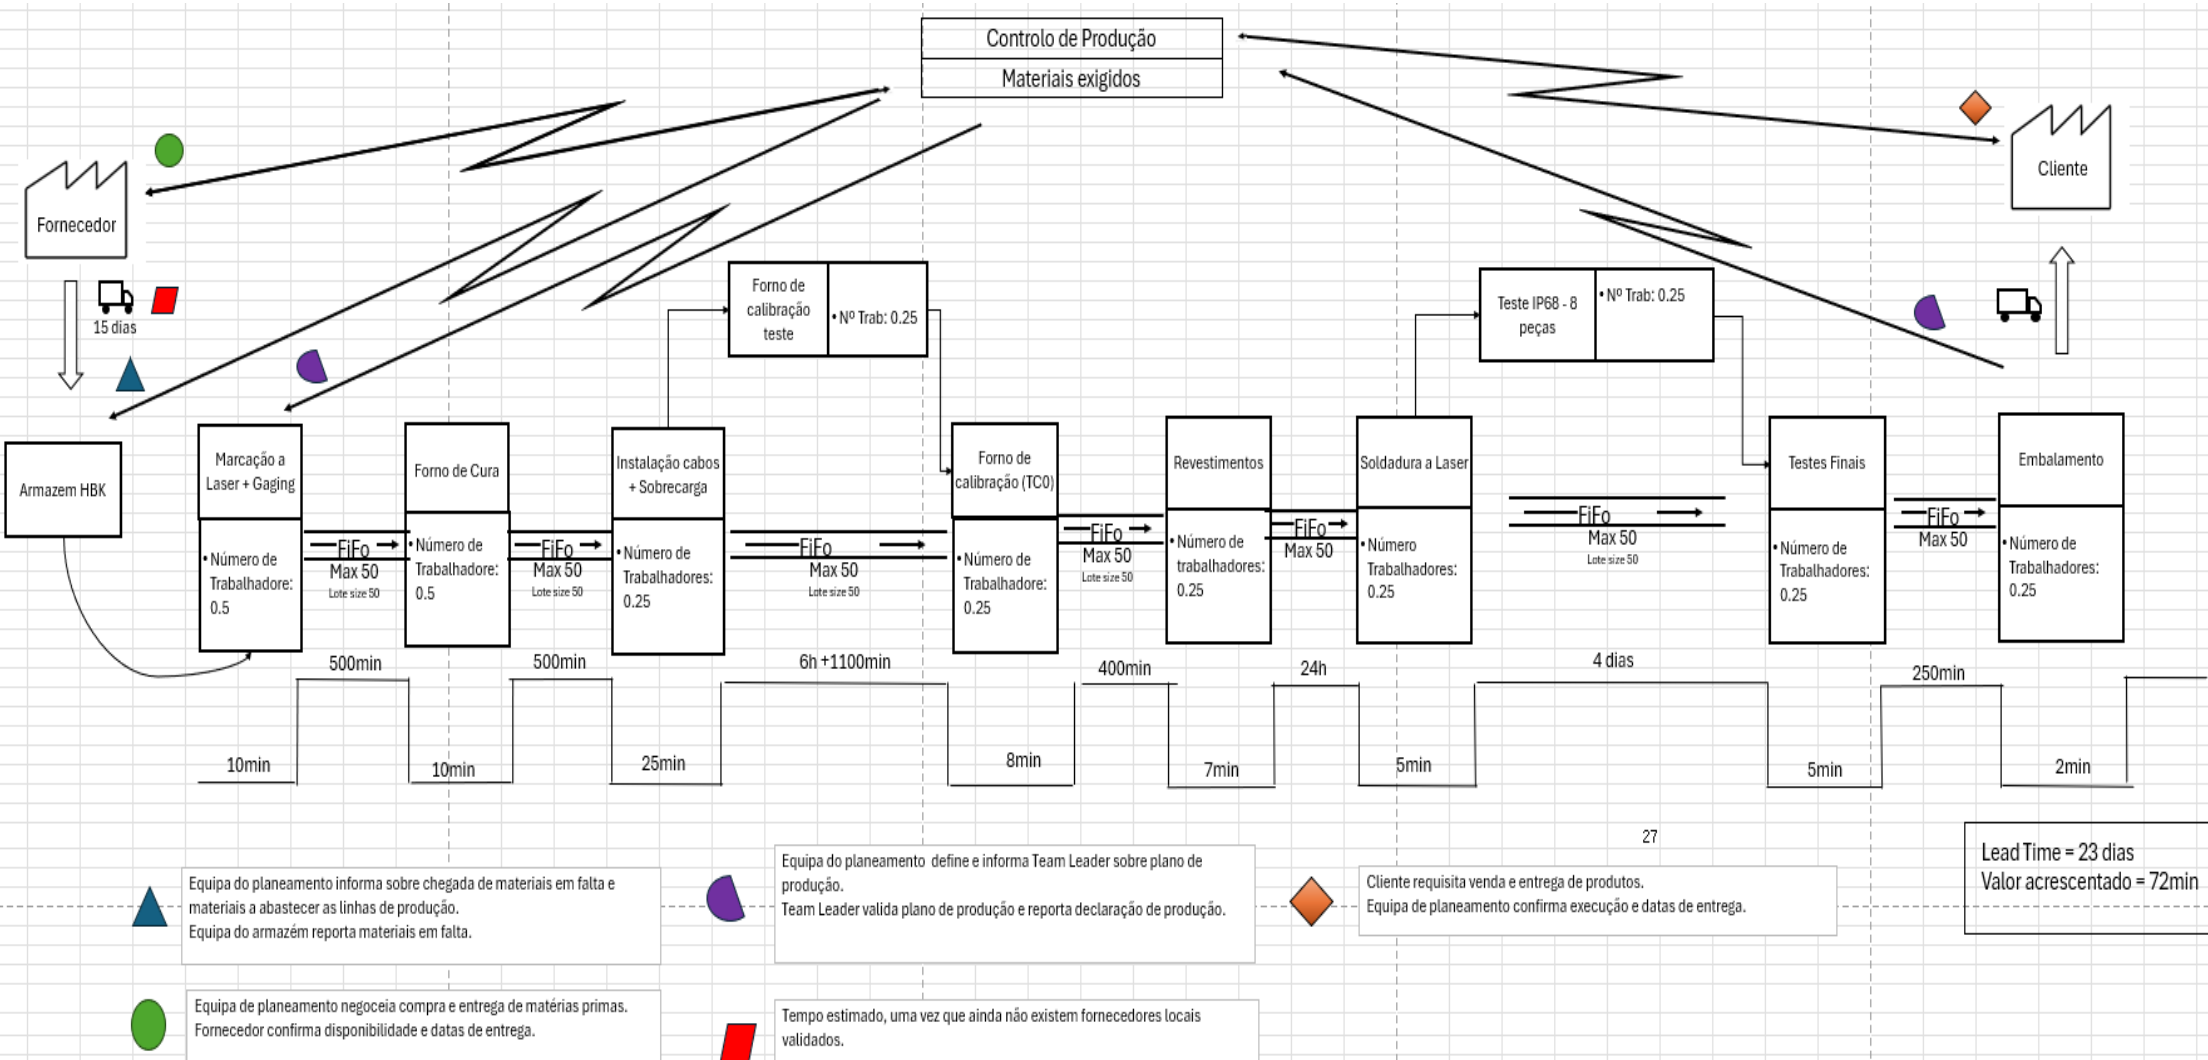 Controlo de Produção
Materiais exigidos
Fornecedor
Cliente
15 dias
Forno de
calibração
teste
• Nº Trab: 0.25
Teste IP68 - 8
peças
• Nº Trab: 0.25
Armazem HBK
Marcação a
Laser + Gaging
• Número de
Trabalhadore:
0.5
FiFo
Max 50
Lote size 50
Forno de Cura
• Número de
Trabalhadore:
0.5
FiFo
Max 50
Lote size 50
Instalação cabos
+ Sobrecarga
• Número de
Trabalhadores:
0.25
FiFo
Max 50
Lote size 50
Forno de
calibração (TC0)
• Número de
Trabalhadores:
0.25
FiFo
Max 50
Lote size 50
Revestimentos
• Número de
trabalhadores:
0.25
FiFo
Max 50
Soldadura a Laser
• Número
Trabalhadores:
0.25
FiFo
Max 50
Lote size 50
Testes Finais
• Número de
Trabalhadores:
0.25
FiFo
Max 50
Embalamento
• Número de
Trabalhadores:
0.25
500min
500min
6h +1100min
400min
24h
4 dias
250min
10min
10min
25min
8min
7min
5min
5min
2min
27
Lead Time = 23 dias
Valor acrescentado = 72min
Equipa do planeamento informa sobre chegada de materiais em falta e
materiais a abastecer as linhas de produção.
Equipa do armazém reporta materiais em falta.
Equipa do planeamento define e informa Team Leader sobre plano de
produção.
Team Leader valida plano de produção e reporta declaração de produção.
Cliente requisita venda e entrega de produtos.
Equipa de planeamento confirma execução e datas de entrega.
Equipa de planeamento negoceia compra e entrega de matérias primas.
Fornecedor confirma disponibilidade e datas de entrega.
Tempo estimado, uma vez que ainda não existem fornecedores locais
validados.